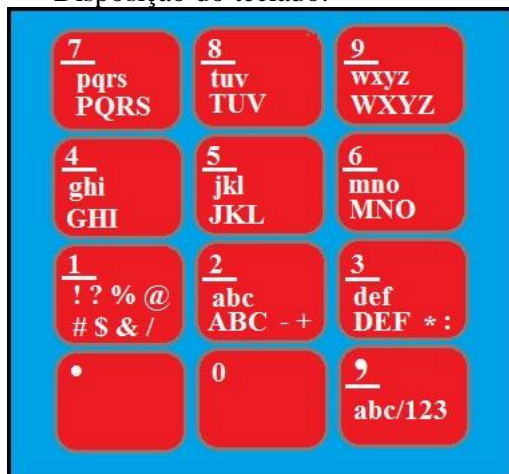 Disposição do teclado:
7 8 9
pqrs tuv wxyz
PQRS TUV WXYZ
4 5 6
ghi jkl mno
GHI JKL MNO
1 2 3
! ? % @ abc def
# $ & / ABC - + DEF * :
• 0 ,
abc/123